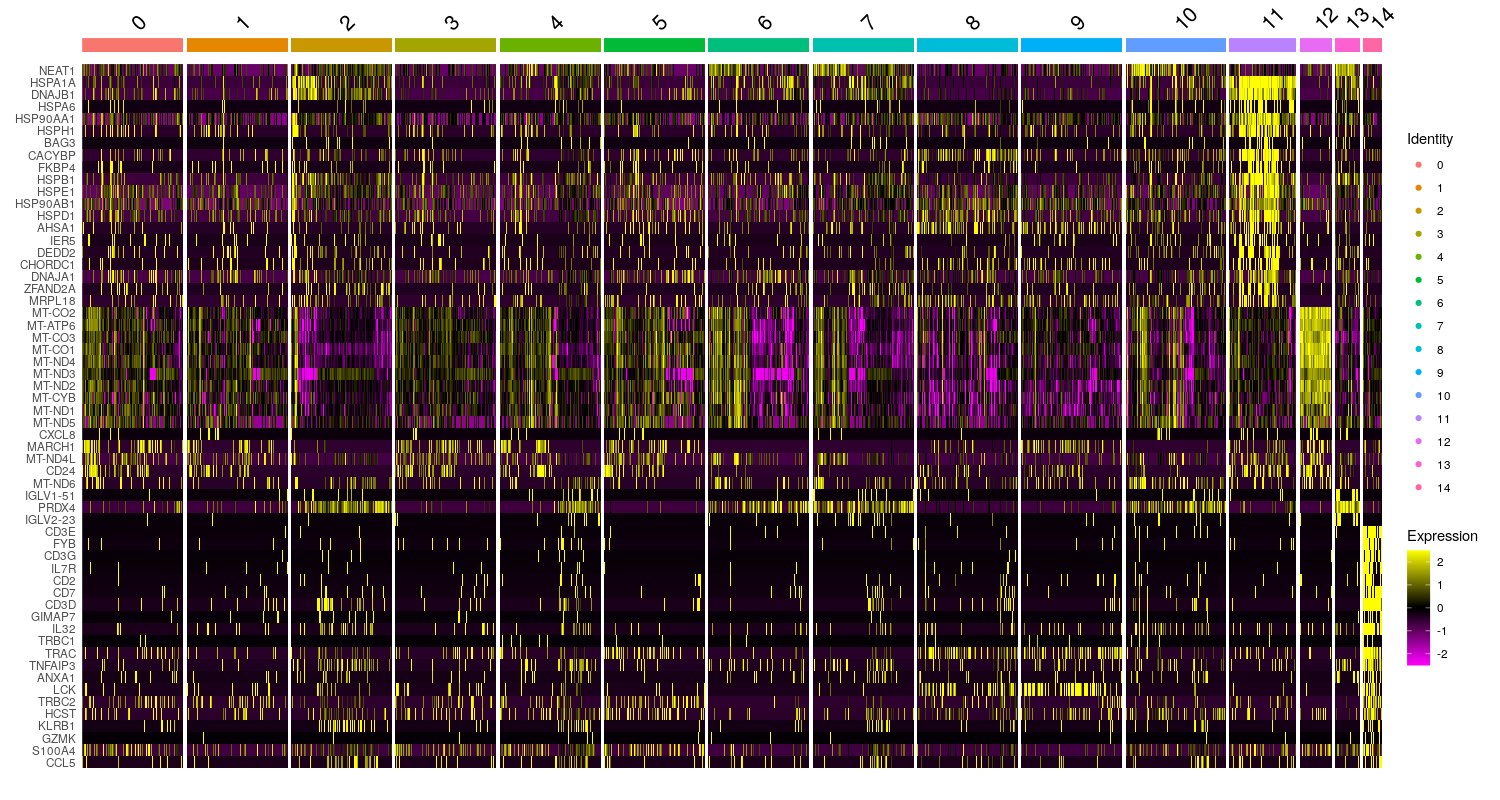 0 1 2 3 4 5 6 7 8 9 10 11 12 13 14
NEAT1
HSPA1A
DNAJB1
HSPA6
HSP90AA1
HSPH1
BAG3
CACYBP
FKBP4
HSPB1
HSPE1
HSP90AB1
HSPD1
AHSA1
IER5
DEDD2
CHORDC1
DNAJA1
ZFAND2A
MRPL18
MT-CO2
MT-ATP6
MT-CO3
MT-CO1
MT-ND4
MT-ND3
MT-ND2
MT-CYB
MT-ND1
MT-ND5
CXCL8
MARCH1
MT-ND4L
CD24
MT-ND6
IGLV1-51
PRDX4
IGLV2-23
CD3E
FYB
CD3G
IL7R
CD2
CD7
CD3D
GIMAP7
IL32
TRBC1
TRAC
TNFAIP3
ANXA1
LCK
TRBC2
HCST
KLRB1
GZMK
S100A4
CCL5
Identity
0
1
2
3
4
5
6
7
8
9
10
11
12
13
14
Expression
2
1
0
-1
-2